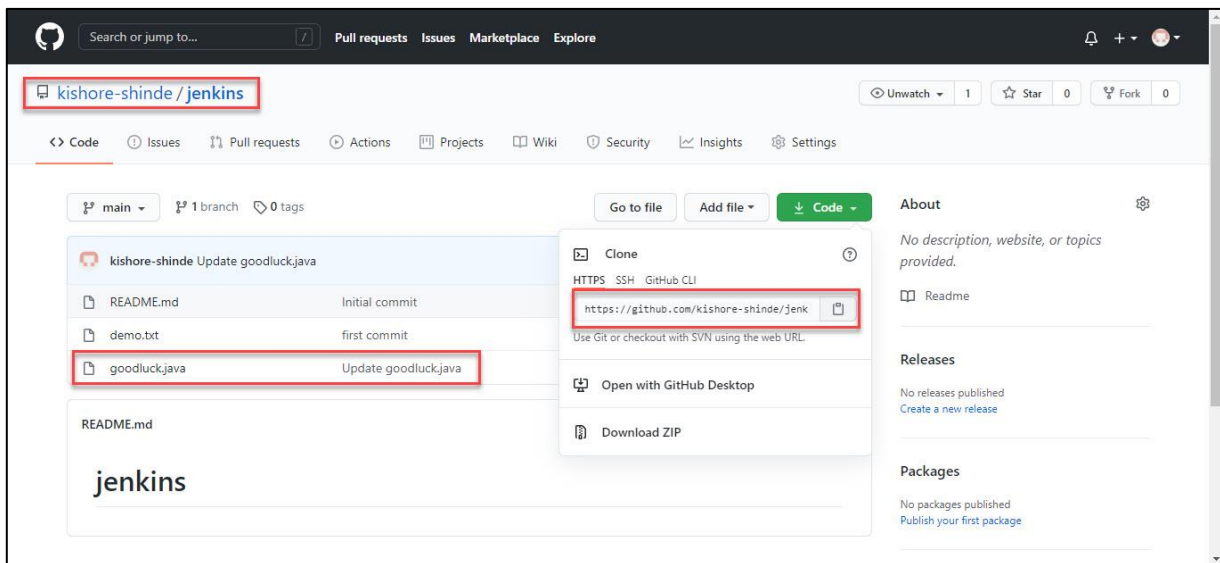 Search or jump to... /
Pull requests Issues Marketplace Explore
kishore-shinde / jenkins
Unwatch 1 Star 0 Fork 0
<> Code Issues Pull requests Actions Projects Wiki Security Insights Settings
main 1 branch 0 tags
Go to file Add file Code
kishore-shinde Update goodluck.java
README.md Initial commit
demo.txt first commit
goodluck.java Update goodluck.java
README.md
jenkins
Clone
HTTPS SSH GitHub CLI
https://github.com/kishore-shinde/jenk
Use Git or checkout with SVN using the web URL.
Open with GitHub Desktop
Download ZIP
About
No description, website, or topics
provided.
Readme
Releases
No releases published
Create a new release
Packages
No packages published
Publish your first package